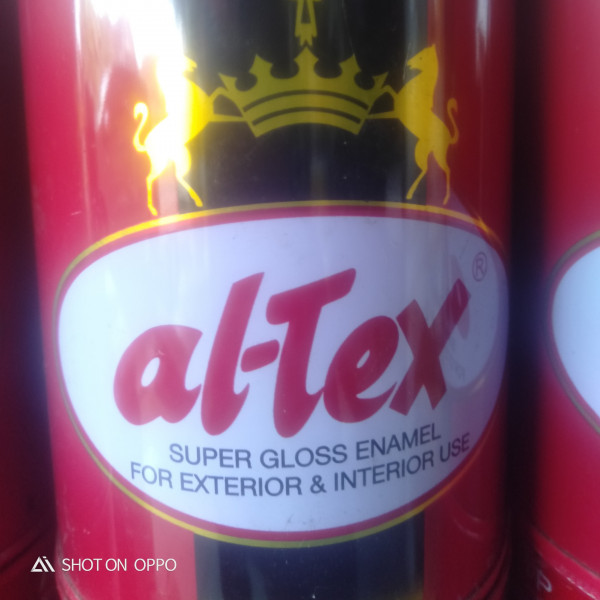 al-Tex ®
SUPER GLOSS ENAMEL
FOR EXTERIOR & INTERIOR USE
SHOT ON OPPO